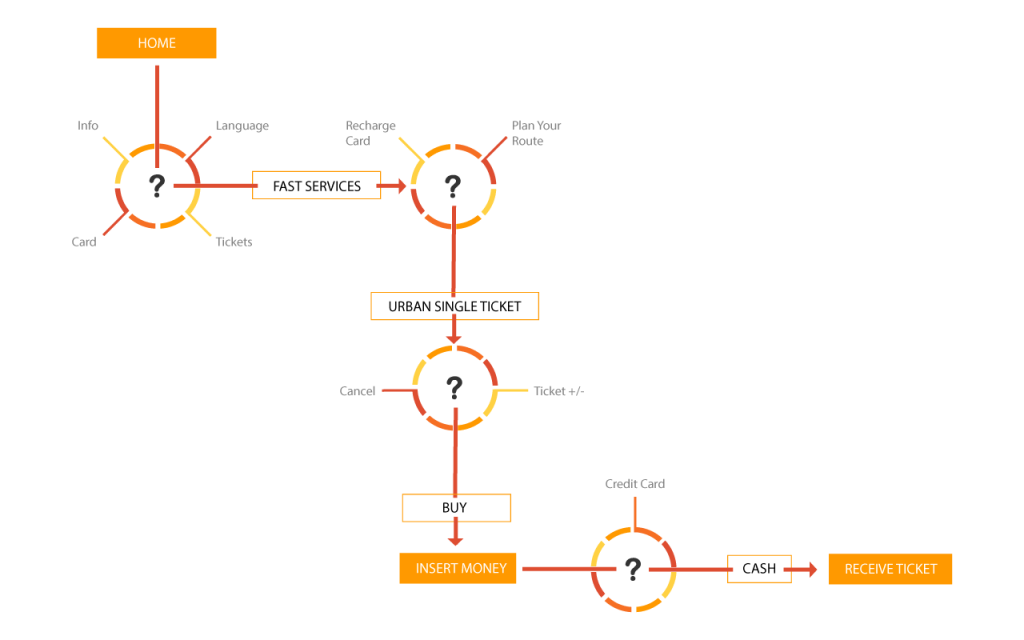 HOME
Info
Language
?
Card
Tickets
FAST SERVICES
Recharge
Card
Plan Your
Route
?
URBAN SINGLE TICKET
Cancel
?
Ticket +/-
BUY
INSERT MONEY
Credit Card
?
CASH
RECEIVE TICKET